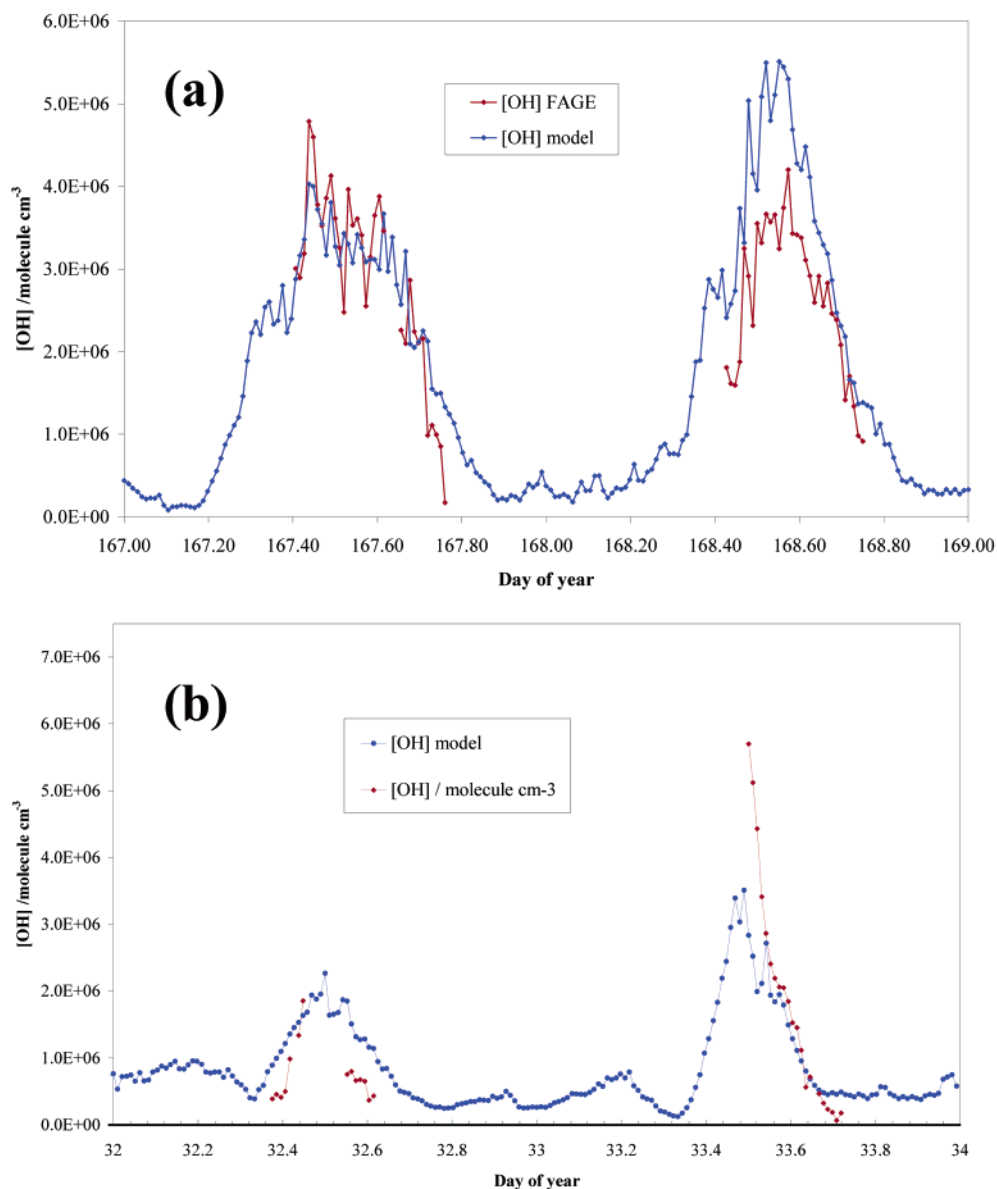 (a)
[OH] FAGE
[OH] model
[OH] /molecule cm-3
6.0E+06
5.0E+06
4.0E+06
3.0E+06
2.0E+06
1.0E+06
0.0E+00
167.00 167.20 167.40 167.60 167.80 168.00 168.20 168.40 168.60 168.80 169.00
Day of year
(b)
[OH] model
[OH] / molecule cm-3
[OH] /molecule cm-3
7.0E+06
6.0E+06
5.0E+06
4.0E+06
3.0E+06
2.0E+06
1.0E+06
0.0E+00
32 32.2 32.4 32.6 32.8 33 33.2 33.4 33.6 33.8 34
Day of year